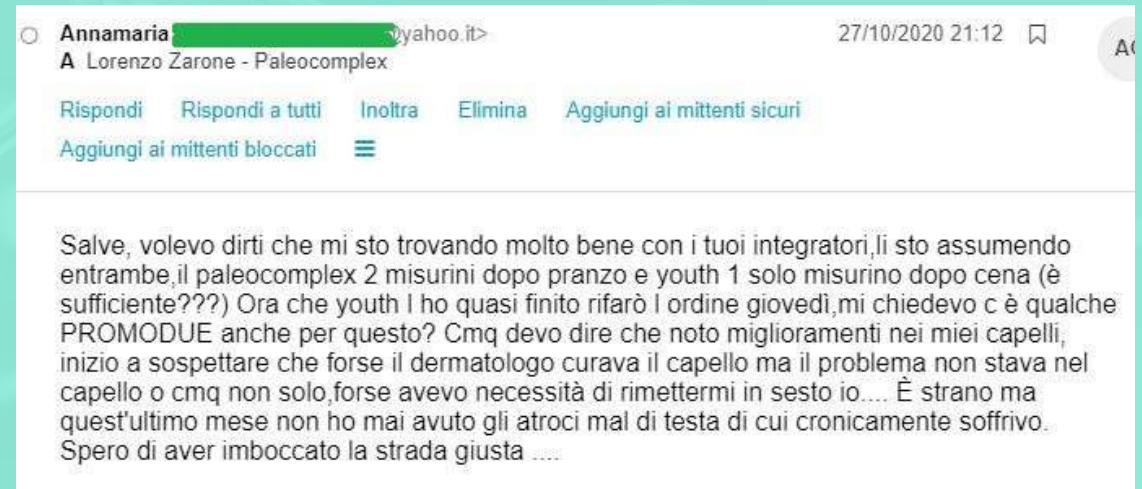 Annamaria @yahoo.it> 27/10/2020 21:12
A Lorenzo Zarone - Paleocomplex
Rispondi Rispondi a tutti Inoltra Elimina Aggiungi ai mittenti sicuri
Aggiungi ai mittenti bloccati
Salve, volevo dirti che mi sto trovando molto bene con i tuoi integratori,li sto assumendo
entrambe,il paleocomplex 2 misurini dopo pranzo e youth 1 solo misurino dopo cena (è
sufficiente???) Ora che youth l ho quasi finito rifarò l ordine giovedì,mi chiedevo c è qualche
PROMODUE anche per questo? Cmq devo dire che noto miglioramenti nei miei capelli,
inizio a sospettare che forse il dermatologo curava il capello ma il problema non stava nel
capello o cmq non solo,forse avevo necessità di rimettermi in sesto io.... È strano ma
quest'ultimo mese non ho mai avuto gli atroci mal di testa di cui cronicamente soffrivo.
Spero di aver imboccato la strada giusta ....